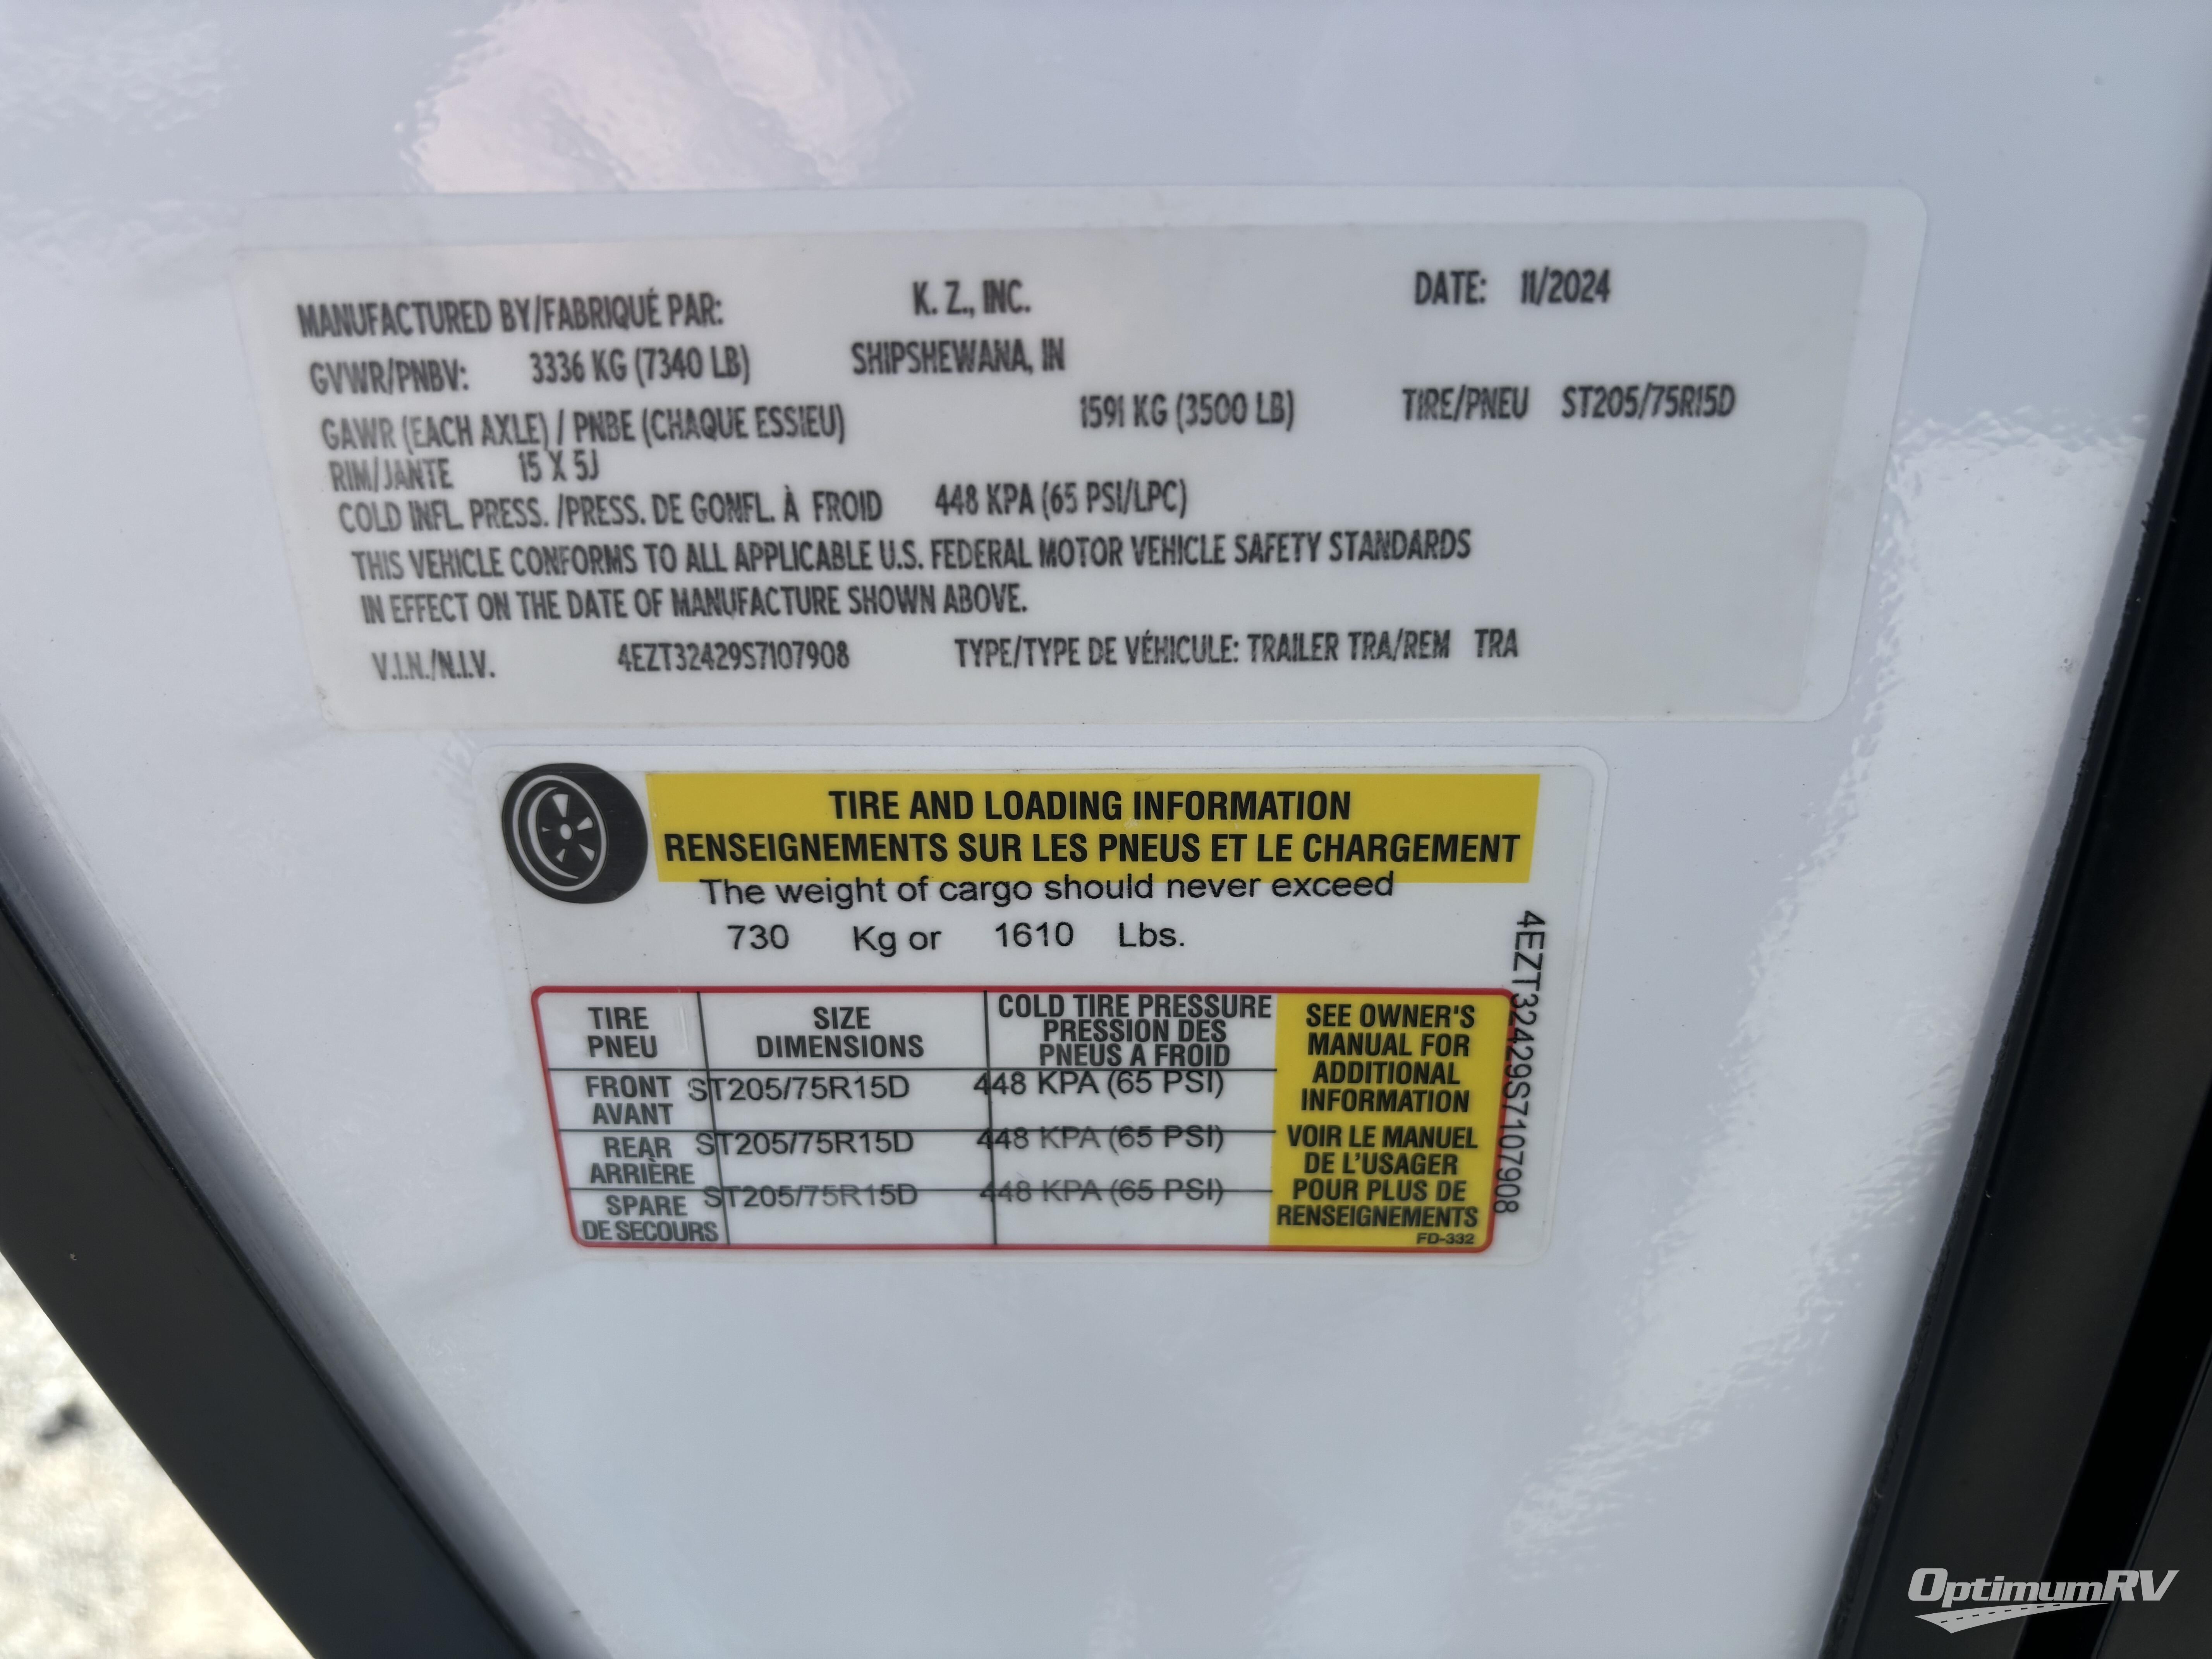 MANUFACTURED BY/FABRIQUÉ PAR: K. Z., INC. DATE: 11/2024
GVWR/PNBV: 3336 KG (7340 LB) SHIPSHEWANA, IN
GAWR (EACH AXLE) / PNBE (CHAQUE ESSIEU) 1591 KG (3500 LB) TIRE/PNEU ST205/75R15D
RIM/JANTE 15 X 5J
COLD INFL. PRESS. /PRESS. DE GONFL. À FROID 448 KPA (65 PSI/LPC)
THIS VEHICLE CONFORMS TO ALL APPLICABLE U.S. FEDERAL MOTOR VEHICLE SAFETY STANDARDS
IN EFFECT ON THE DATE OF MANUFACTURE SHOWN ABOVE.
V.I.N./N.I.V. 4EZT32429S7107908 TYPE/TYPE DE VÉHICULE: TRAILER TRA/REM TRA
TIRE AND LOADING INFORMATION
RENSEIGNEMENTS SUR LES PNEUS ET LE CHARGEMENT
The weight of cargo should never exceed
730 Kg or 1610 Lbs.
TIRE
PNEU
SIZE
DIMENSIONS
COLD TIRE PRESSURE
PRESSION DES
PNEUS A FROID
FRONT
AVANT
ST205/75R15D 448 KPA (65 PSI)
REAR
ARRIÈRE
ST205/75R15D 448 KPA (65 PSI)
SPARE
DE SECOURS
ST205/75R15D 448 KPA (65 PSI)
SEE OWNER'S
MANUAL FOR
ADDITIONAL
INFORMATION
VOIR LE MANUEL
DE L'USAGER
POUR PLUS DE
RENSEIGNEMENTS
FD-332
4EZT32429S7107908
OptimumRV